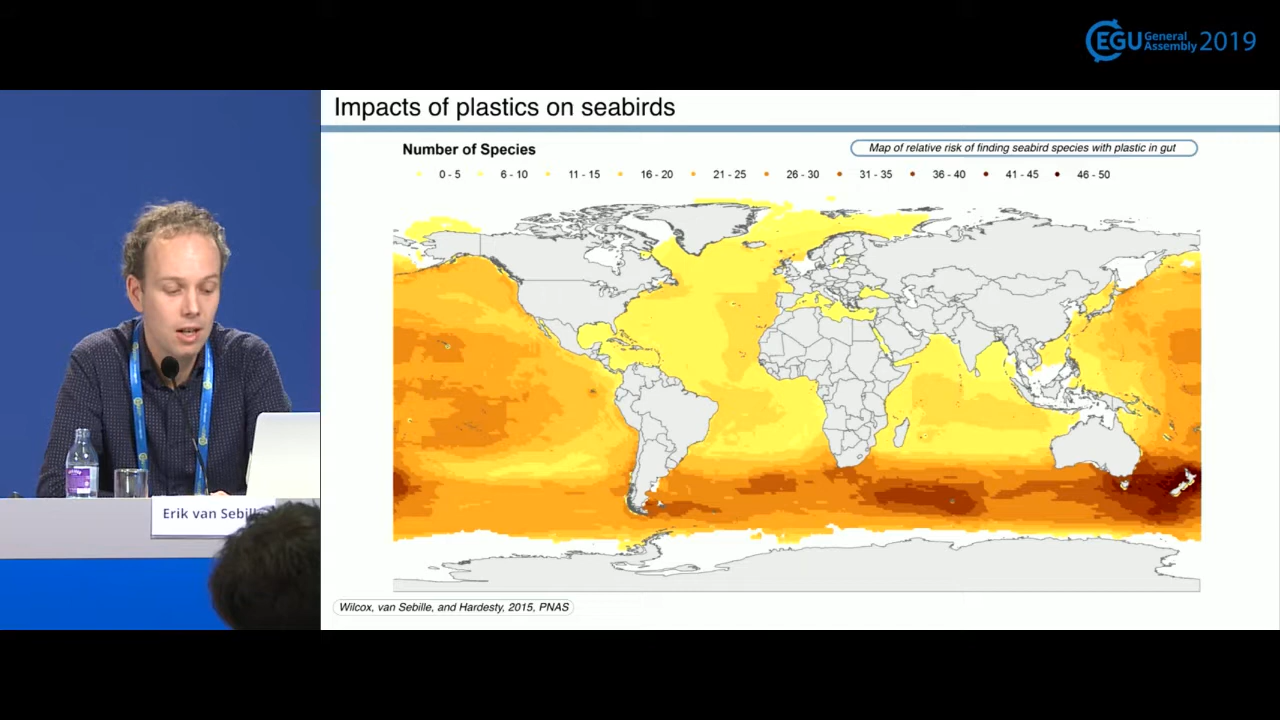 EGU General Assembly 2019
Impacts of plastics on seabirds
Number of Species
Map of relative risk of finding seabird species with plastic in gut
0 - 5 6 - 10 11 - 15 16 - 20 21 - 25 26 - 30 31 - 35 36 - 40 41 - 45 46 - 50
Erik van Sebille
Wilcox, van Sebille, and Hardesty, 2015, PNAS